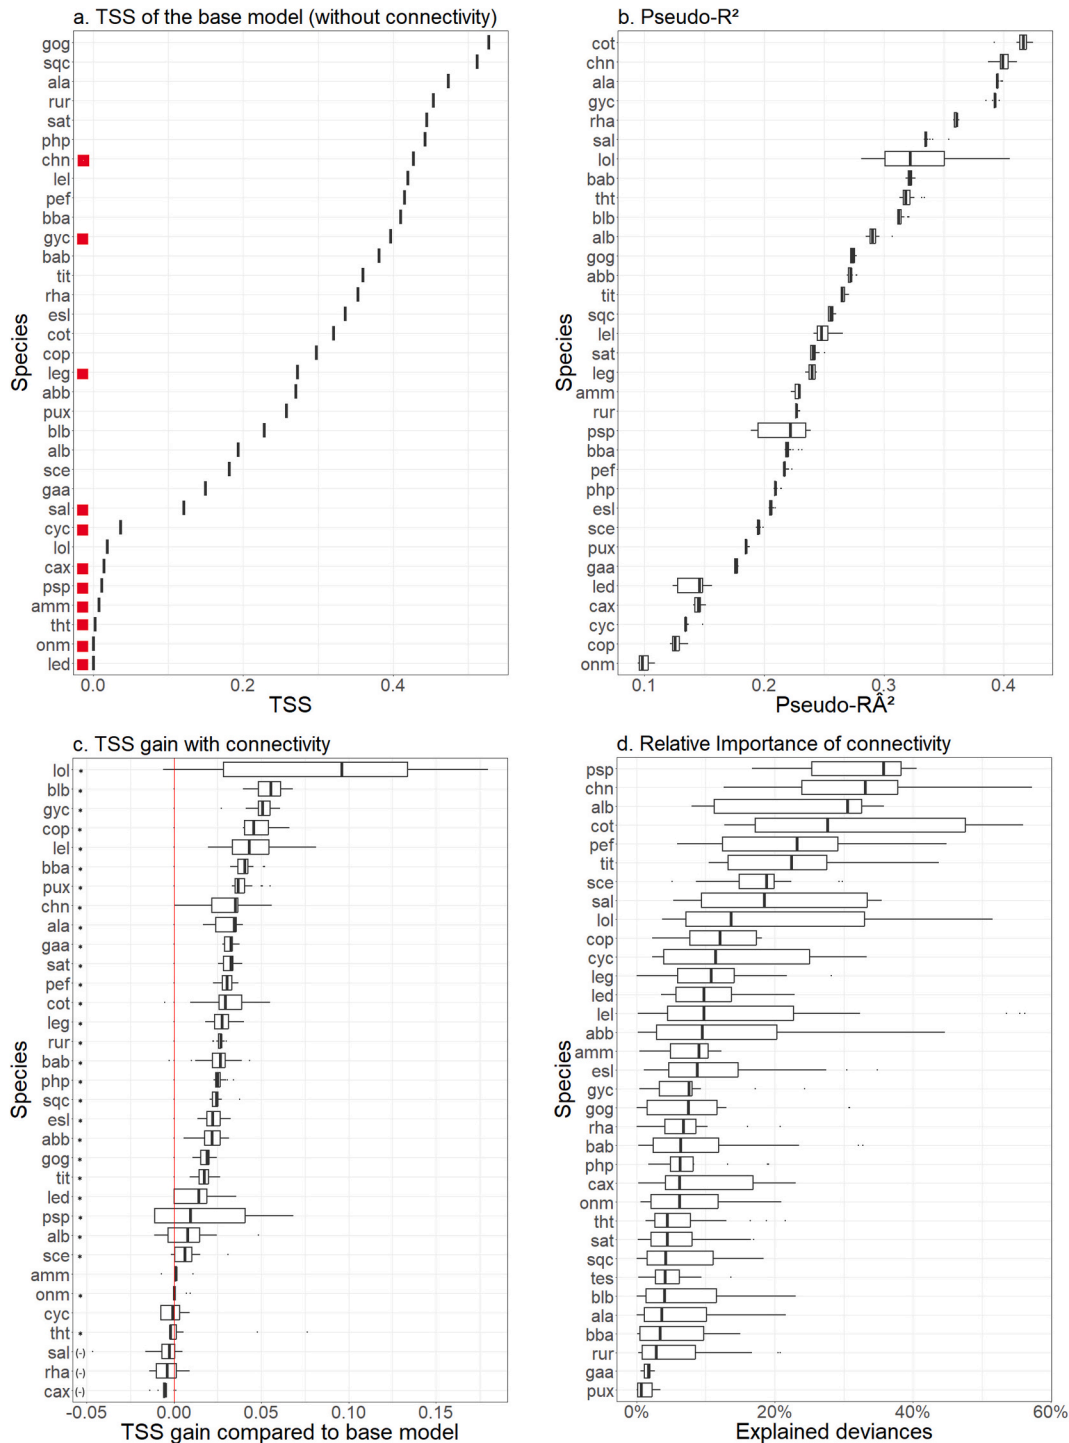 a. TSS of the base model (without connectivity)
Species
gog
sqc
ala
rur
sat
php
chn
lel
pef
bba
gyc
bab
tit
rha
esl
cot
cop
leg
abb
pux
blb
alb
sce
gaa
sal
cyc
lol
cax
psp
amm
tht
onm
led
0.0 0.2 0.4
TSS
b. Pseudo-R²
Species
cot
chn
ala
gyc
rha
sal
lol
bab
tht
blb
alb
gog
abb
tit
sqc
lel
sat
leg
amm
rur
psp
bba
pef
php
esl
sce
pux
gaa
led
cax
cyc
cop
onm
0.1 0.2 0.3 0.4
Pseudo-RÂ²
c. TSS gain with connectivity
Species
lol *
blb *
gyc *
cop *
lel *
bba *
pux *
chn *
ala *
gaa *
sat *
pef *
cot *
leg *
rur *
bab *
php *
sqc *
esl *
abb *
gog *
tit *
led *
psp *
alb *
sce *
amm
onm *
cyc
tht *
sal (-)
rha (-)
cax (-)
-0.05 0.00 0.05 0.10 0.15
TSS gain compared to base model
d. Relative Importance of connectivity
Species
psp
chn
alb
cot
pef
tit
sce
sal
lol
cop
cyc
leg
led
lel
abb
amm
esl
gyc
gog
rha
bab
php
cax
onm
tht
sat
sqc
tes
blb
ala
bba
rur
gaa
pux
0% 20% 40% 60%
Explained deviances